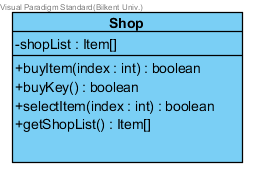 Visual Paradigm Standard(Bilkent Univ.)
Shop
-shopList : Item[]
+buyItem(index : int) : boolean
+buyKey() : boolean
+selectItem(index : int) : boolean
+getShopList() : Item[]